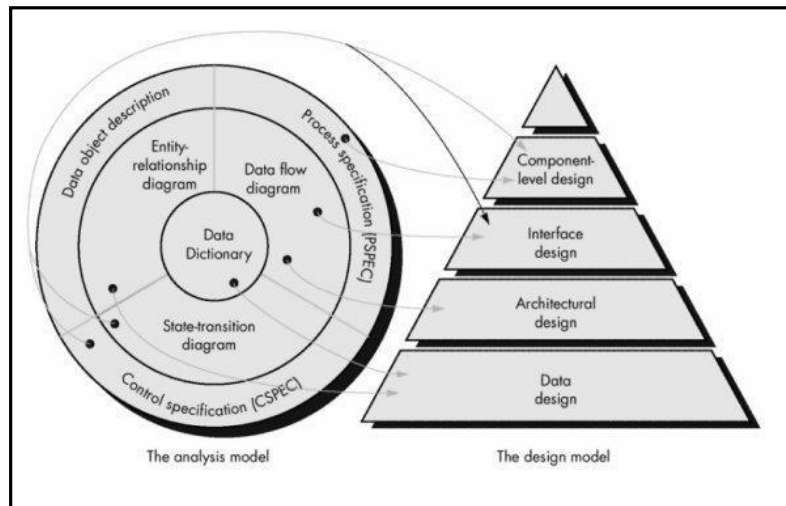 Data object description
Entity-
relationship
diagram
Process specification (PSPEC)
Data flow
diagram
Data
Dictionary
State-transition
diagram
Control specification (CSPEC)
The analysis model
Component-
level design
Interface
design
Architectural
design
Data
design
The design model